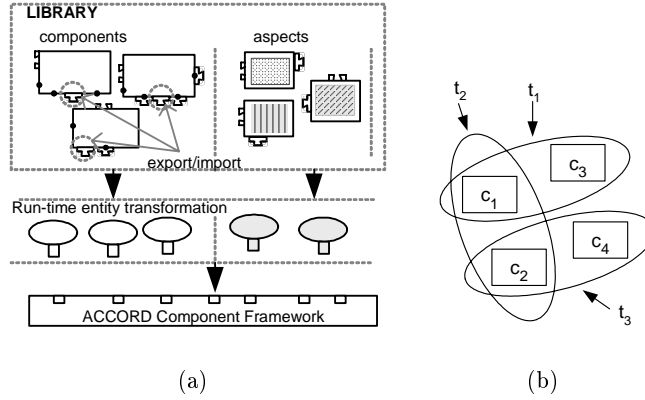 LIBRARY
components
aspects
export/import
Run-time entity transformation
ACCORD Component Framework
(a)
t2
t1
c1
c3
c2
c4
t3
(b)